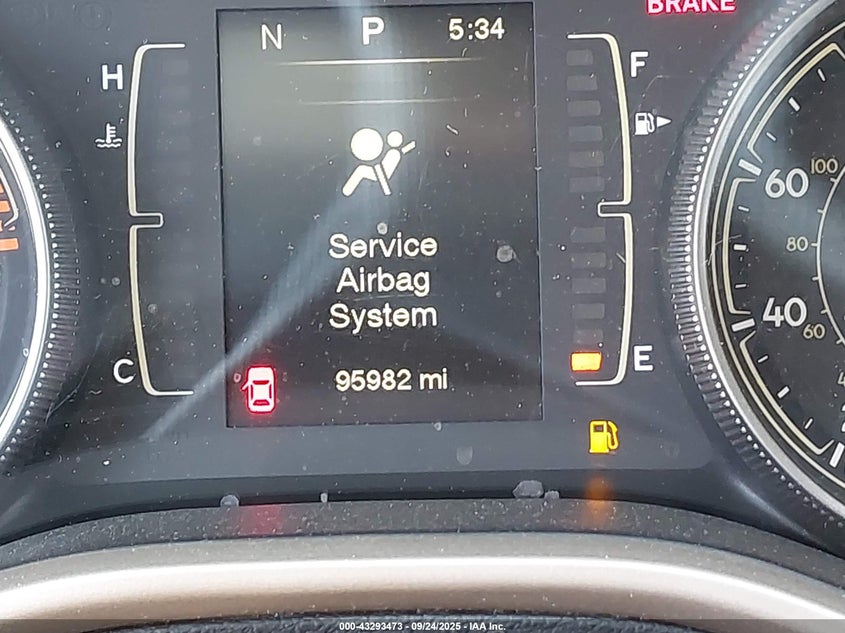 BRAKE
N P 5:34
H F
Service
Airbag
System
C E
95982 mi
100
60
80
40
60
000-43293473 - 09/24/2025 - IAA Inc.